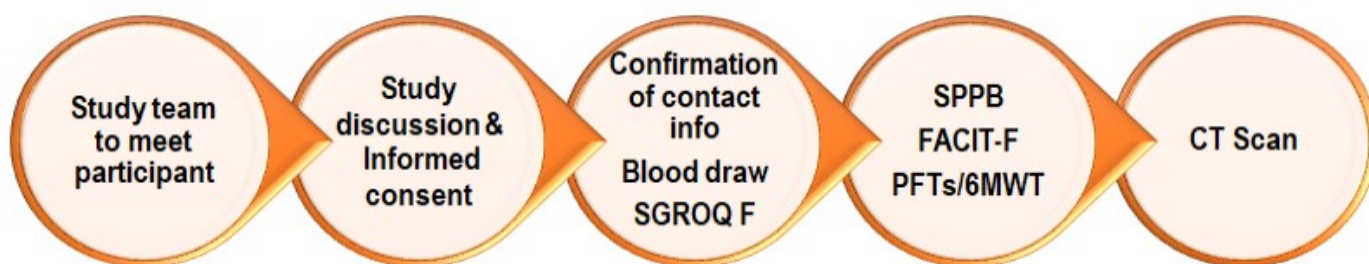 Study team
to meet
participant
Study
discussion &
Informed
consent
Confirmation
of contact
info
Blood draw
SGROQ F
SPPB
FACIT-F
PFTs/6MWT
CT Scan